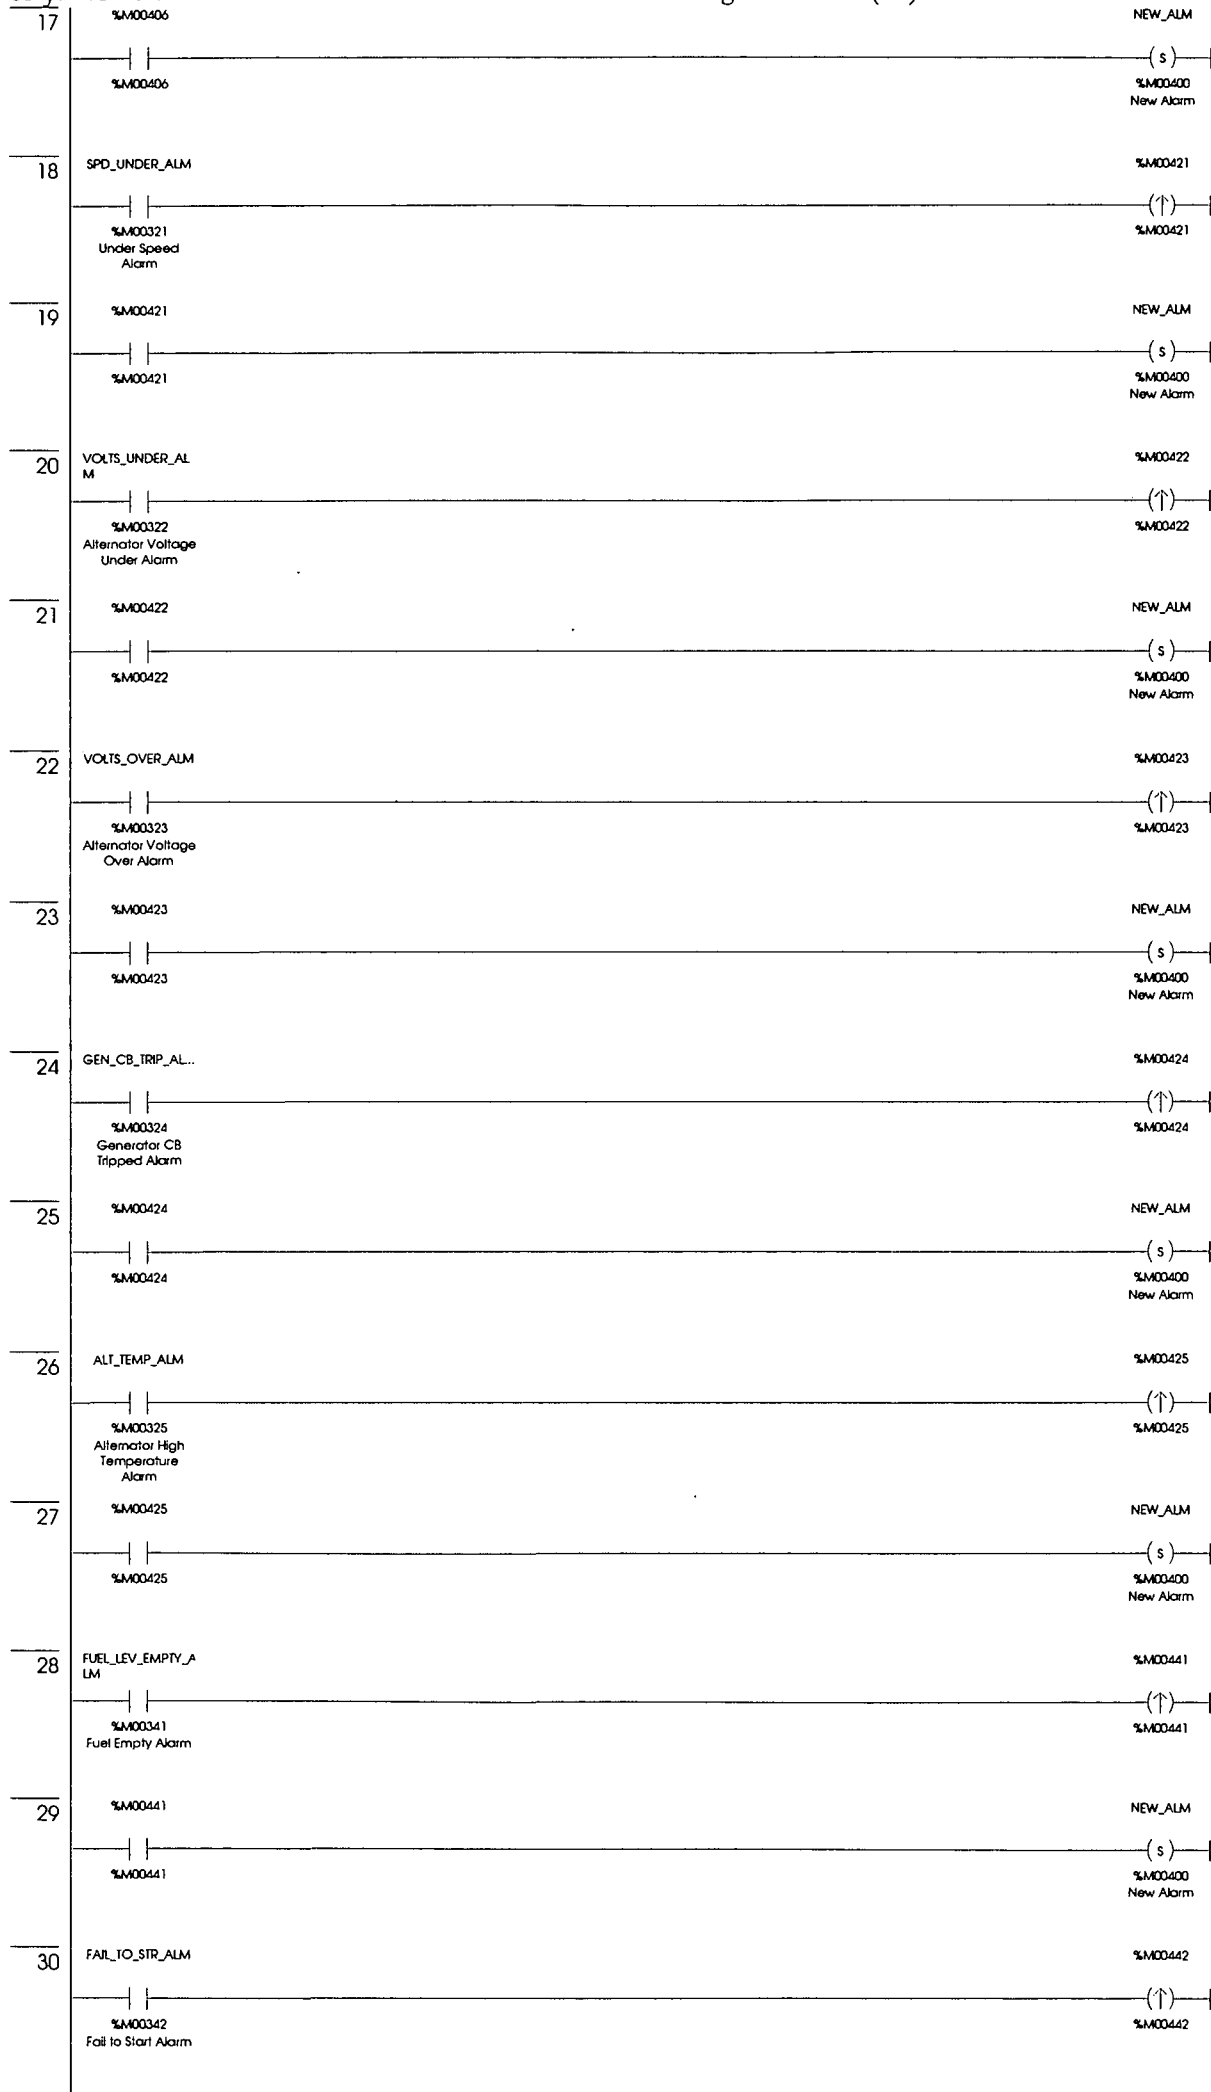 17
%M00406
NEW_ALM
(s)
%M00406
%M00400
New Alarm
18
SPD_UNDER_ALM
%M00421
(↑)
%M00321
Under Speed
Alarm
%M00421
19
%M00421
NEW_ALM
(s)
%M00421
%M00400
New Alarm
20
VOLTS_UNDER_AL
M
%M00422
(↑)
%M00322
Alternator Voltage
Under Alarm
%M00422
21
%M00422
NEW_ALM
(s)
%M00422
%M00400
New Alarm
22
VOLTS_OVER_ALM
%M00423
(↑)
%M00323
Alternator Voltage
Over Alarm
%M00423
23
%M00423
NEW_ALM
(s)
%M00423
%M00400
New Alarm
24
GEN_CB_TRIP_AL...
%M00424
(↑)
%M00324
Generator CB
Tripped Alarm
%M00424
25
%M00424
NEW_ALM
(s)
%M00424
%M00400
New Alarm
26
ALT_TEMP_ALM
%M00425
(↑)
%M00325
Alternator High
Temperature
Alarm
%M00425
27
%M00425
NEW_ALM
(s)
%M00425
%M00400
New Alarm
28
FUEL_LEV_EMPTY_A
LM
%M00441
(↑)
%M00341
Fuel Empty Alarm
%M00441
29
%M00441
NEW_ALM
(s)
%M00441
%M00400
New Alarm
30
FAIL_TO_STR_ALM
%M00442
(↑)
%M00342
Fail to Start Alarm
%M00442